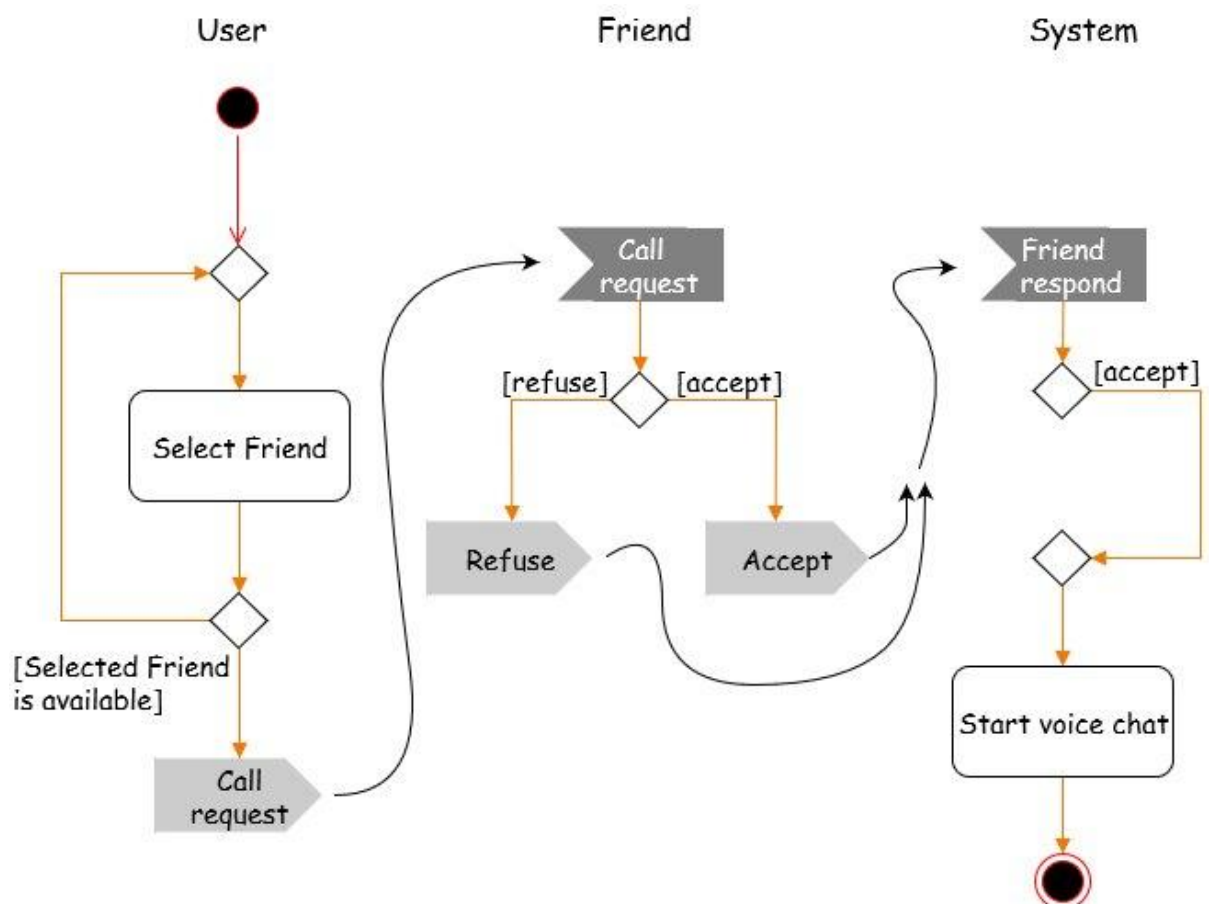 User
Friend
System
Call
request
Friend
respond
[refuse]
[accept]
[accept]
Select Friend
Refuse
Accept
[Selected Friend
is available]
Start voice chat
Call
request